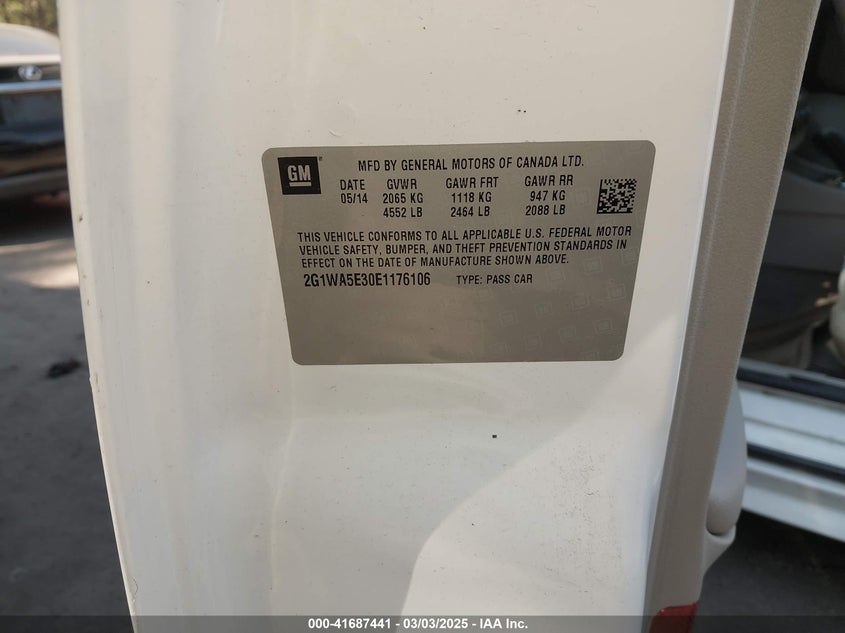 GM
MFD BY GENERAL MOTORS OF CANADA LTD.
DATE GVWR GAWR FRT GAWR RR
05/14 2065 KG 1118 KG 947 KG
4552 LB 2464 LB 2088 LB
THIS VEHICLE CONFORMS TO ALL APPLICABLE U.S. FEDERAL MOTOR
VEHICLE SAFETY, BUMPER, AND THEFT PREVENTION STANDARDS IN
EFFECT ON THE DATE OF MANUFACTURE SHOWN ABOVE.
2G1WA5E30E1176106 TYPE: PASS CAR
000-41687441 - 03/03/2025 - IAA Inc.